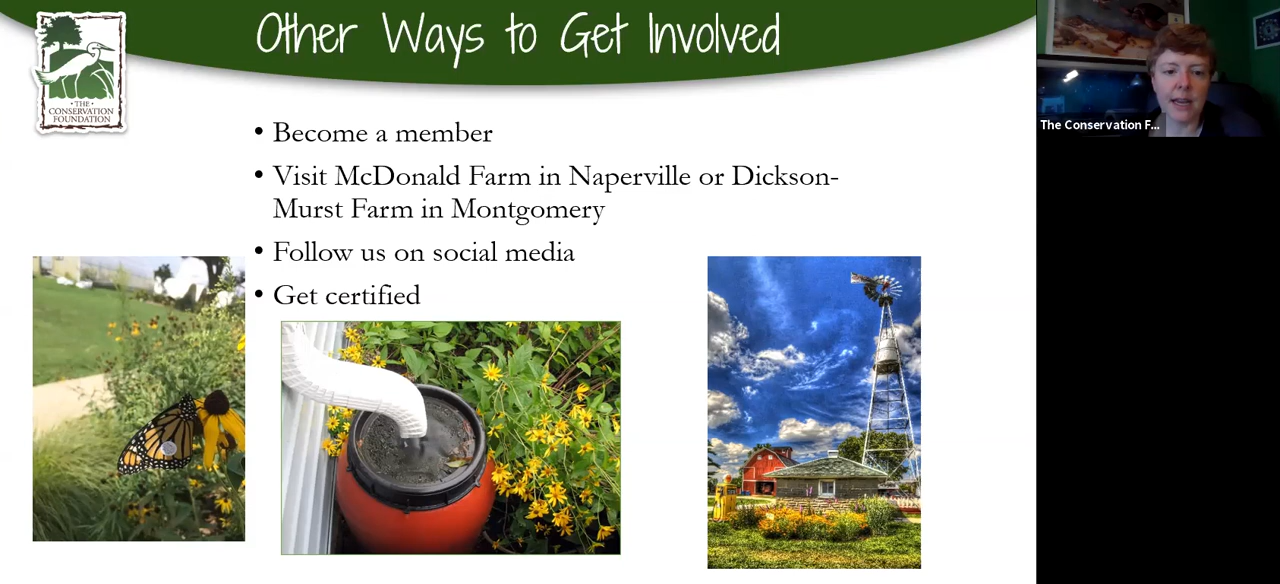 Other Ways to Get Involved
• THE •
CONSERVATION
FOUNDATION
The Conservation F...
• Become a member
• Visit McDonald Farm in Naperville or Dickson-
Murst Farm in Montgomery
• Follow us on social media
• Get certified